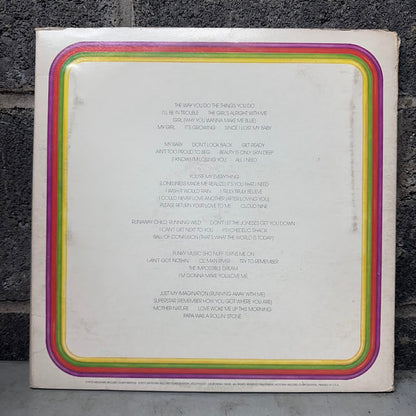 THE WAY YOU DO THE THINGS YOU DO
I'LL BE IN TROUBLE THE GIRL'S ALRIGHT WITH ME
GIRL (WHY YOU WANNA MAKE ME BLUE)
MY GIRL IT'S GROWING SINCE I LOST MY BABY
MY BABY DON'T LOOK BACK GET READY
AIN'T TOO PROUD TO BEG BEAUTY IS ONLY SKIN DEEP
(I KNOW) I'M LOSING YOU ALL I NEED
YOU'RE MY EVERYTHING
(LONELINESS MADE ME REALIZE) IT'S YOU THAT I NEED
I WISH IT WOULD RAIN I TRULY, TRULY BELIEVE
I COULD NEVER LOVE ANOTHER (AFTER LOVING YOU)
PLEASE RETURN YOUR LOVE TO ME CLOUD NINE
RUNAWAY CHILD, RUNNING WILD DON'T LET THE JONESES GET YOU DOWN
I CAN'T GET NEXT TO YOU PSYCHEDELIC SHACK
BALL OF CONFUSION (THAT'S WHAT THE WORLD IS TODAY)
FUNKY MUSIC SHO NUFF TURNS ME ON
I AIN'T GOT NOTHIN' OL' MAN RIVER TRY TO REMEMBER
THE IMPOSSIBLE DREAM
I'M GONNA MAKE YOU LOVE ME
JUST MY IMAGINATION (RUNNING AWAY WITH ME)
SUPERSTAR (REMEMBER HOW YOU GOT WHERE YOU ARE)
MOTHER NATURE LOVE WOKE ME UP THIS MORNING
PAPA WAS A ROLLIN' STONE